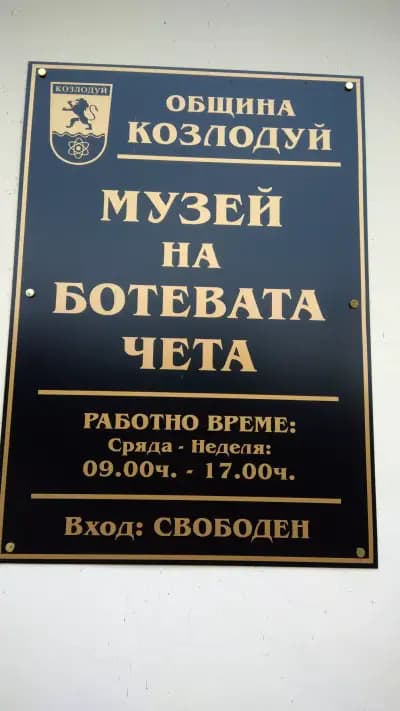 КОЗЛОДУЙ
ОБЩИНА
КОЗЛОДУЙ
МУЗЕЙ
НА
БОТЕВАТА
ЧЕТА
РАБОТНО ВРЕМЕ:
Сряда - Неделя:
09.00ч. - 17.00ч.
Вход: СВОБОДЕН